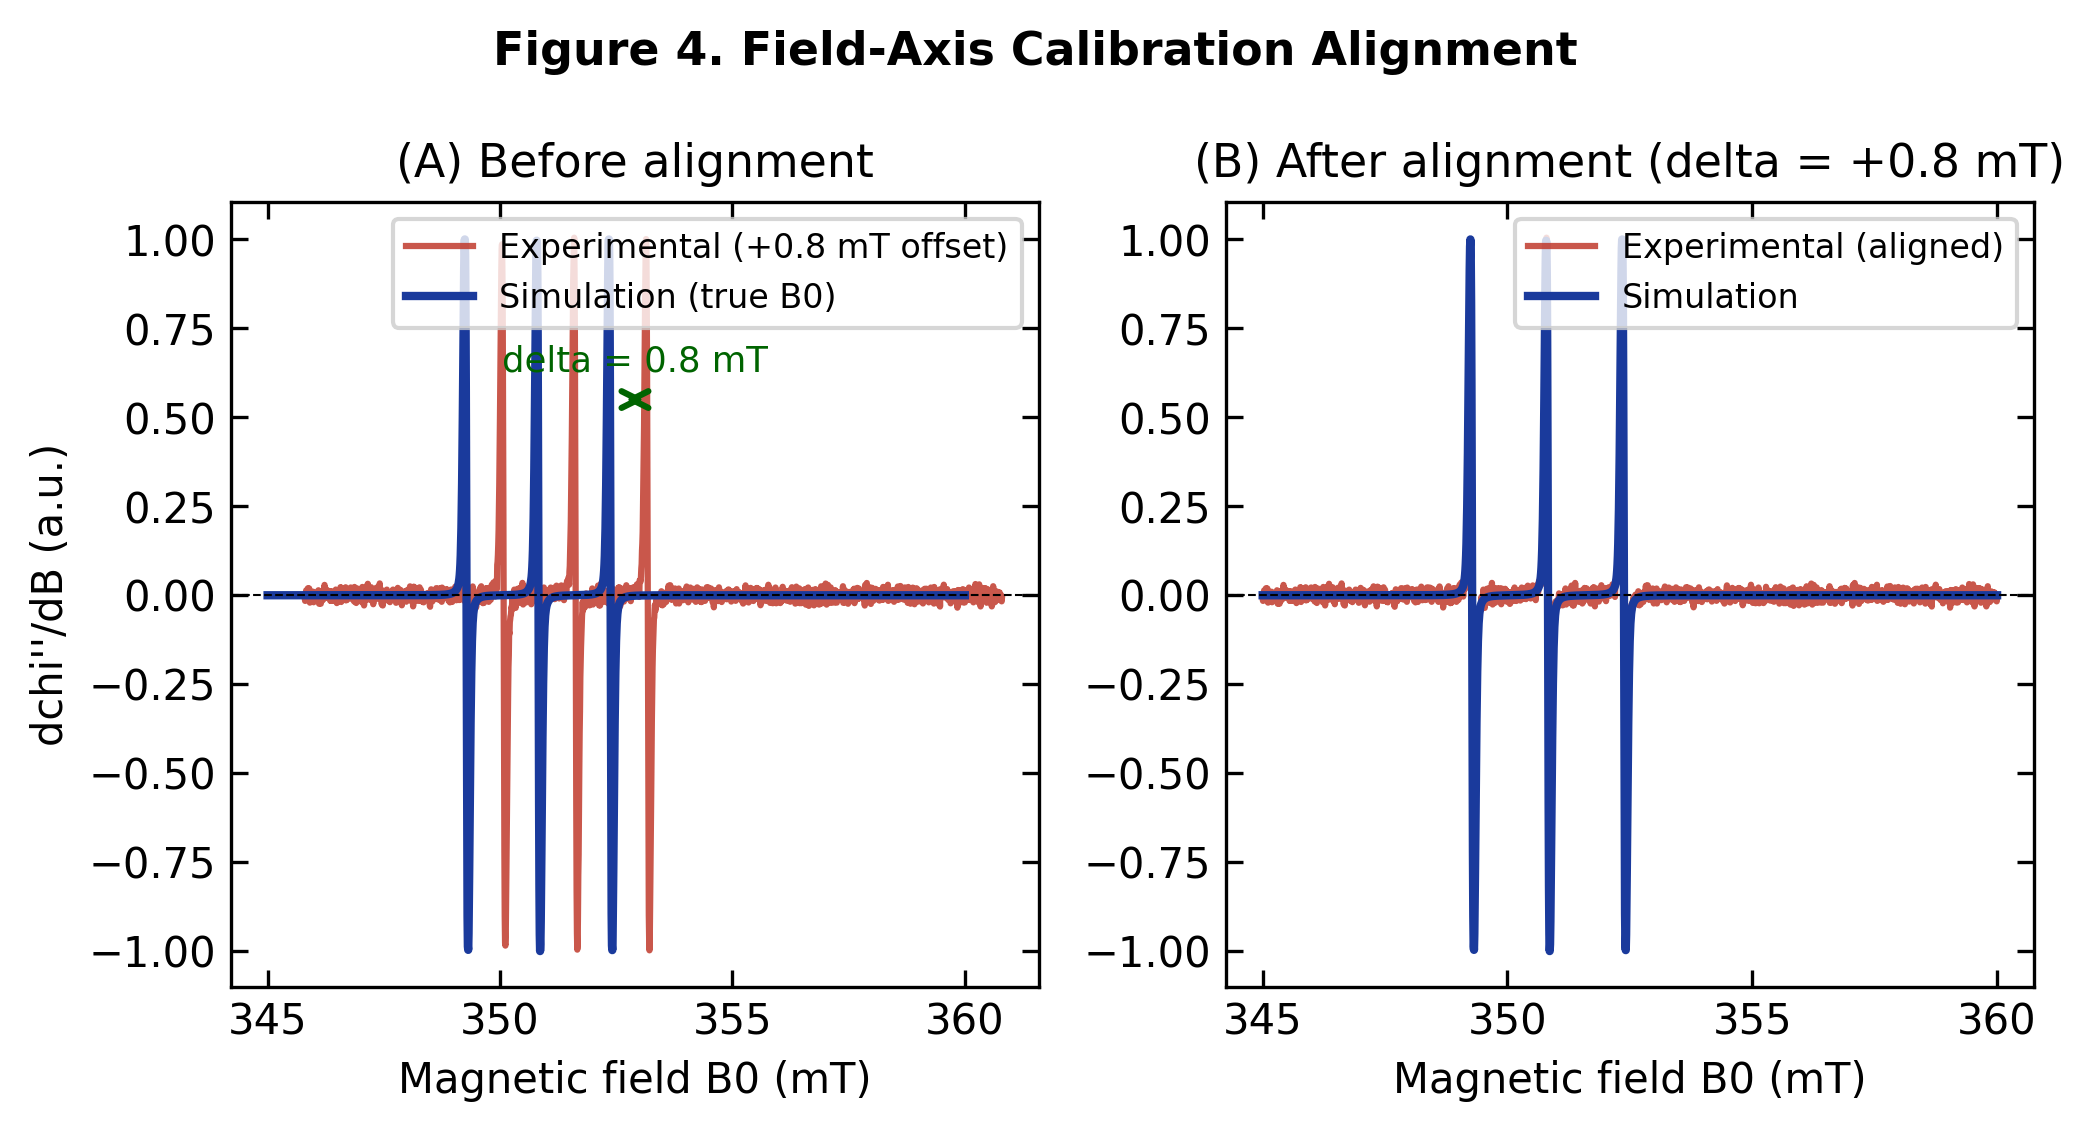 Figure 4. Field-Axis Calibration Alignment
(A) Before alignment
Experimental (+0.8 mT offset)
Simulation (true B0)
delta = 0.8 mT
1.00
0.75
0.50
0.25
0.00
−0.25
−0.50
−0.75
−1.00
dchi''/dB (a.u.)
345 350 355 360
Magnetic field B0 (mT)
(B) After alignment (delta = +0.8 mT)
Experimental (aligned)
Simulation
1.00
0.75
0.50
0.25
0.00
−0.25
−0.50
−0.75
−1.00
345 350 355 360
Magnetic field B0 (mT)